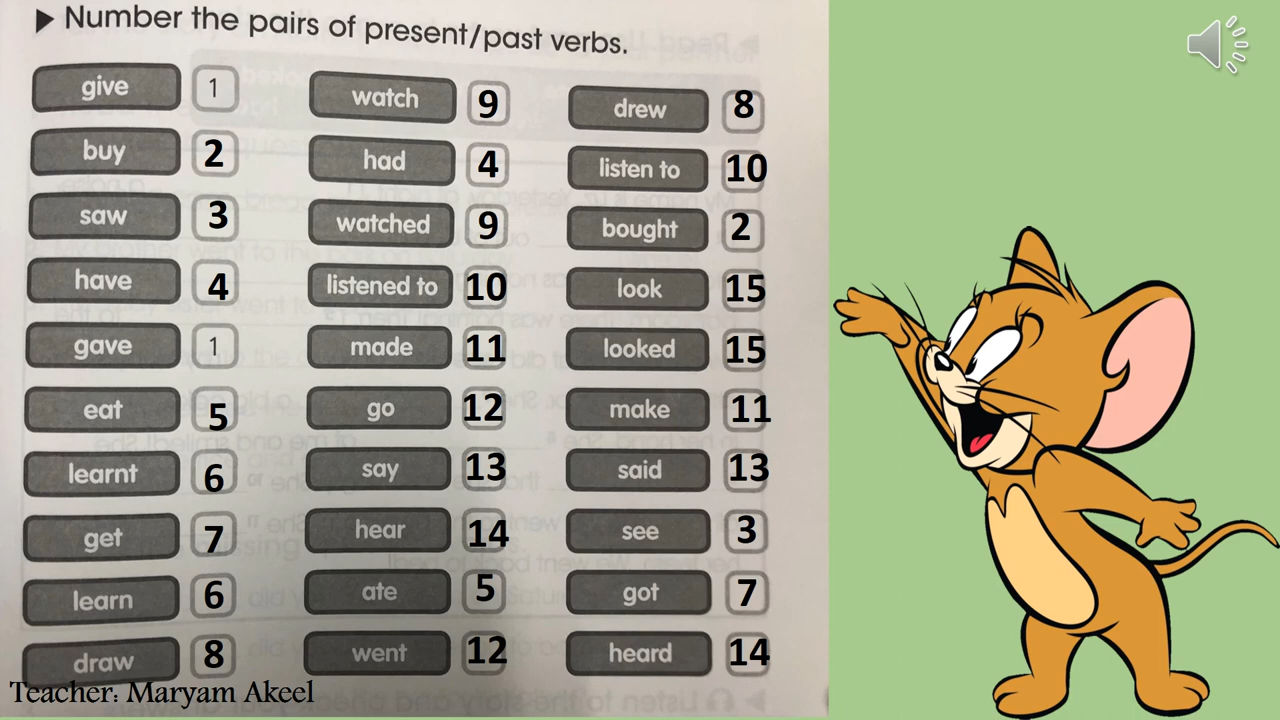 ▶ Number the pairs of present/past verbs.
give 1 watch 9 drew 8
buy 2 had 4 listen to 10
saw 3 watched 9 bought 2
have 4 listened to 10 look 15
gave 1 made 11 looked 15
eat 5 go 12 make 11
learnt 6 say 13 said 13
get 7 hear 14 see 3
learn 6 ate 5 got 7
draw 8 went 12 heard 14
Teacher: Maryam Akeel